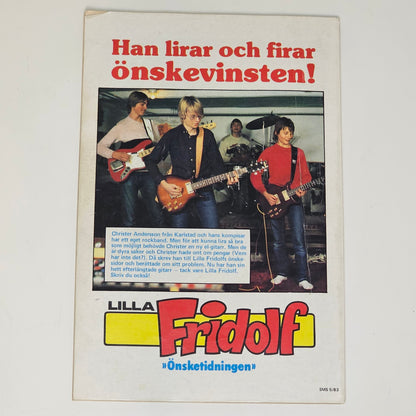 Han lirar och firar
önskevinsten!
Christer Andersson från Karlstad och hans kompisar
har ett eget rockband. Men för att kunna lira så bra
som möjligt behövde Christer en ny el-gitarr. Men de
är dyra saker och Christer hade ont om pengar (Vem
har inte det?). Då skrev han till Lilla Fridolfs önske-
sidor och berättade om sitt problem. Nu har han sin
hett efterlängtade gitarr – tack vare Lilla Fridolf.
Skriv du också!
LILLA
Fridolf
»Önsketidningen»
SMS 5/83